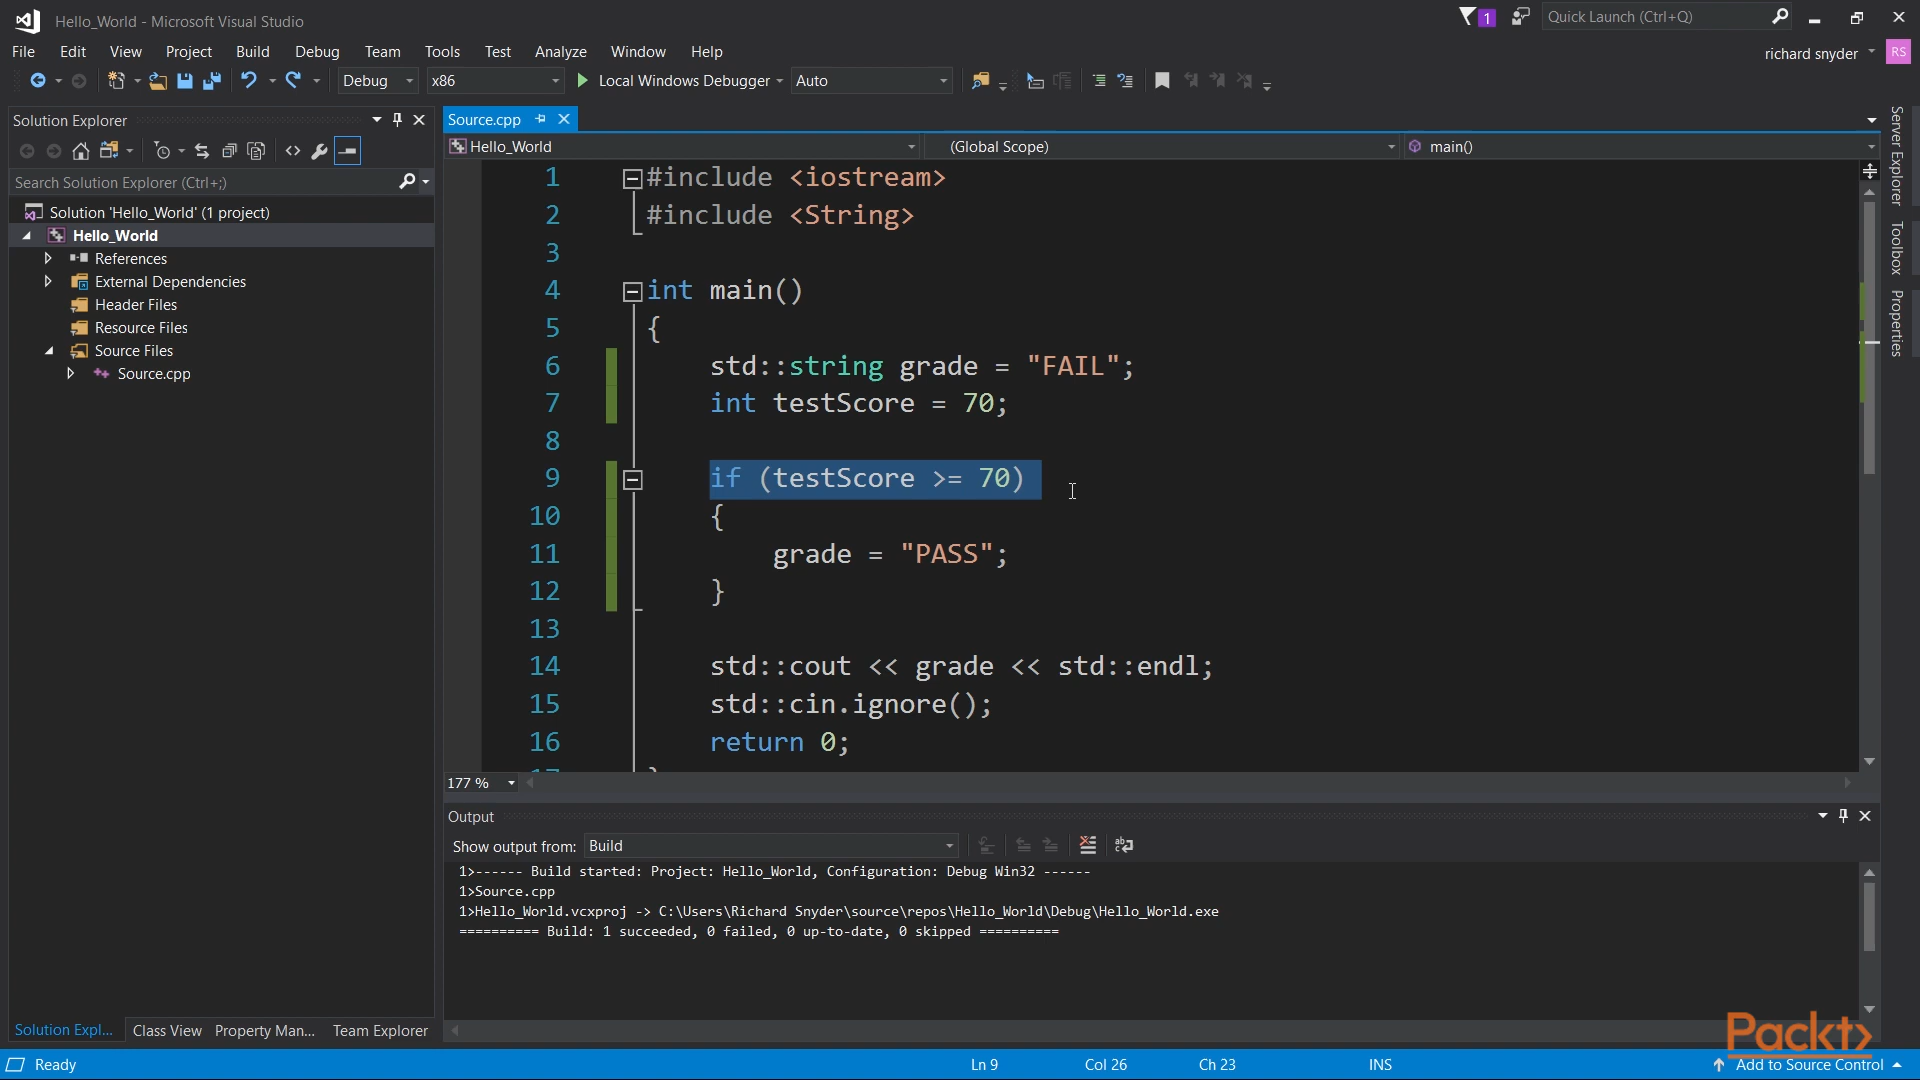 Hello_World - Microsoft Visual Studio
1
Quick Launch (Ctrl+Q)
File Edit View Project Build Debug Team Tools Test Analyze Window Help
richard snyder RS
Debug x86 Local Windows Debugger Auto
Solution Explorer
Search Solution Explorer (Ctrl+;)
Solution 'Hello_World' (1 project)
Hello_World
References
External Dependencies
Header Files
Resource Files
Source Files
Source.cpp
Solution Expl... Class View Property Man... Team Explorer
Source.cpp
Hello_World (Global Scope) main()
1 #include <iostream>
2 #include <String>
3
4 int main()
5 {
6 std::string grade = "FAIL";
7 int testScore = 70;
8
9 if (testScore >= 70)
10 {
11 grade = "PASS";
12 }
13
14 std::cout << grade << std::endl;
15 std::cin.ignore();
16 return 0;
177 %
Output
Show output from: Build
1>------ Build started: Project: Hello_World, Configuration: Debug Win32 ------
1>Source.cpp
1>Hello_World.vcxproj -> C:\Users\Richard Snyder\source\repos\Hello_World\Debug\Hello_World.exe
========== Build: 1 succeeded, 0 failed, 0 up-to-date, 0 skipped ==========
Server Explorer
Toolbox
Properties
Packt>
Ready Ln 9 Col 26 Ch 23 INS Add to Source Control